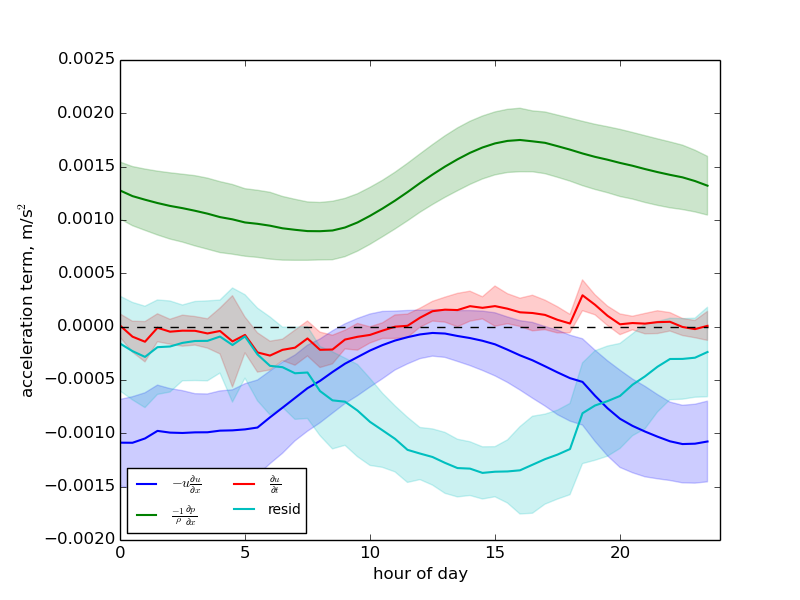 0.0025
0.0020
0.0015
0.0010
0.0005
0.0000
−0.0005
−0.0010
−0.0015
−0.0020
acceleration term, m/s²
−u ∂u/∂x
∂u/∂t
−1/ρ ∂p/∂x
resid
0 5 10 15 20
hour of day